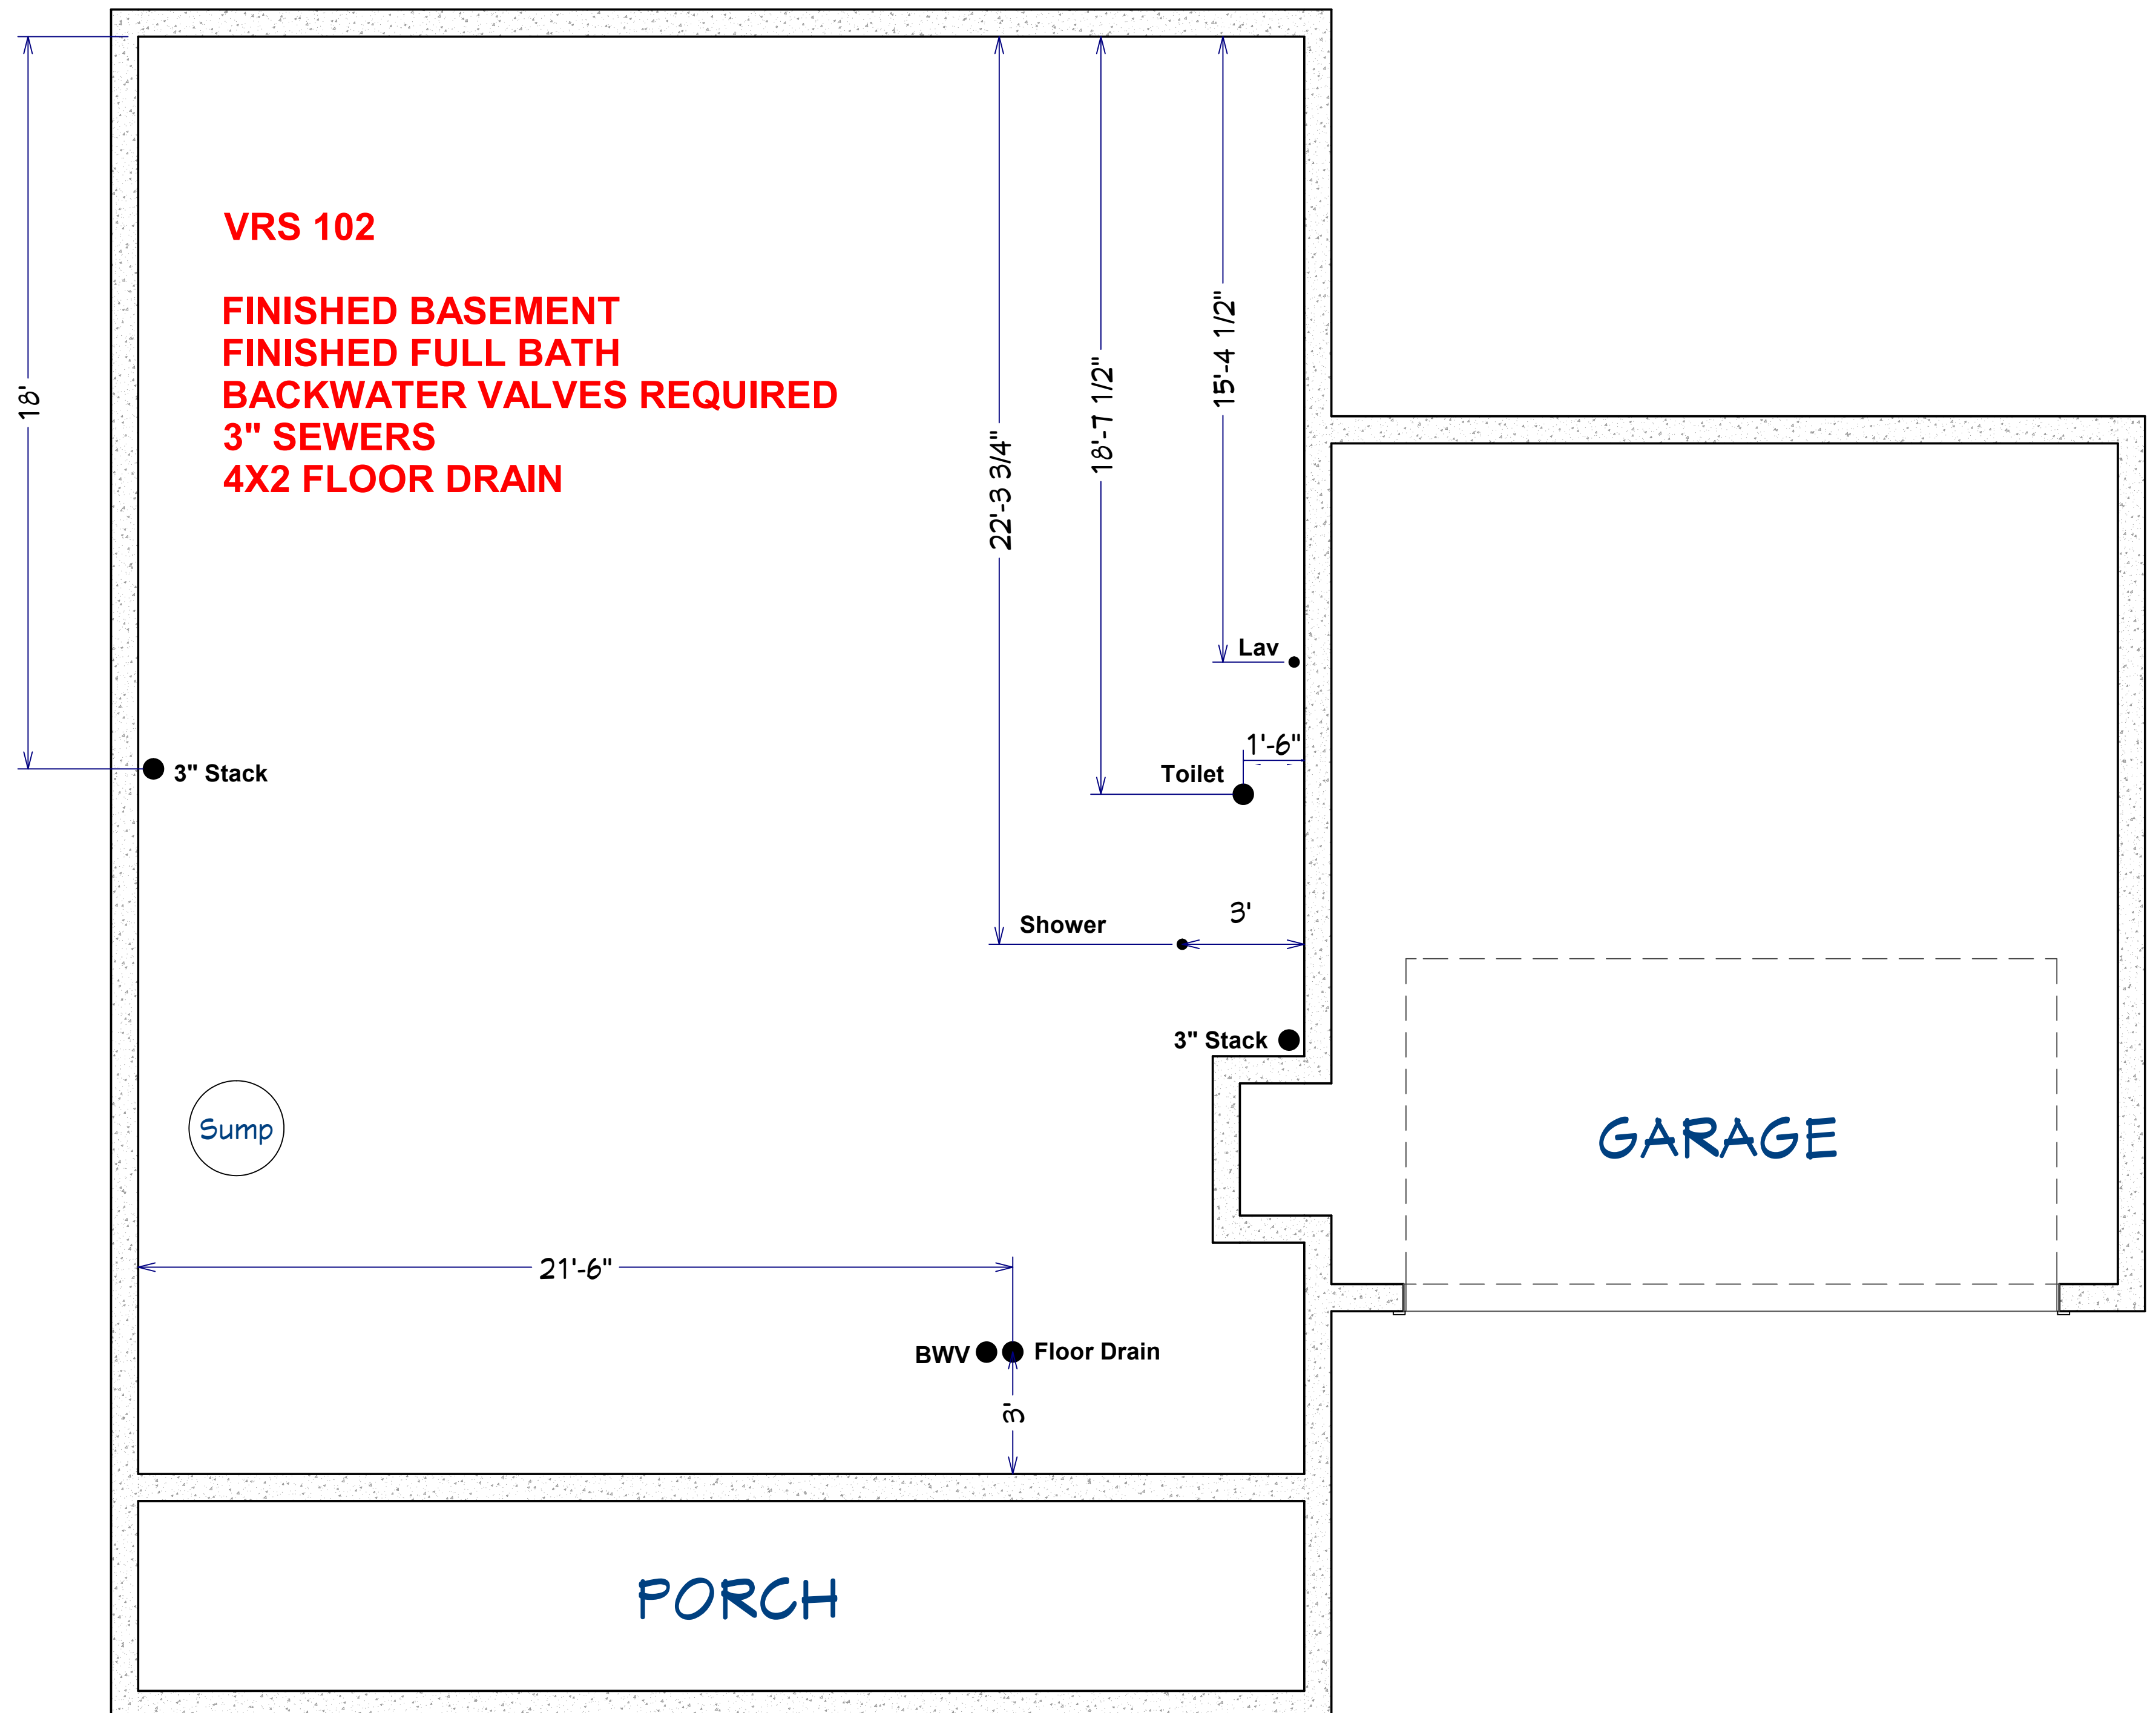 VRS 102
FINISHED BASEMENT
FINISHED FULL BATH
BACKWATER VALVES REQUIRED
3" SEWERS
4X2 FLOOR DRAIN
18'
22'-3 3/4"
18'-7 1/2"
15'-4 1/2"
Lav
1'-6"
Toilet
3" Stack
Shower
3'
3" Stack
Sump
GARAGE
21'-6"
BWV
Floor Drain
3'
PORCH